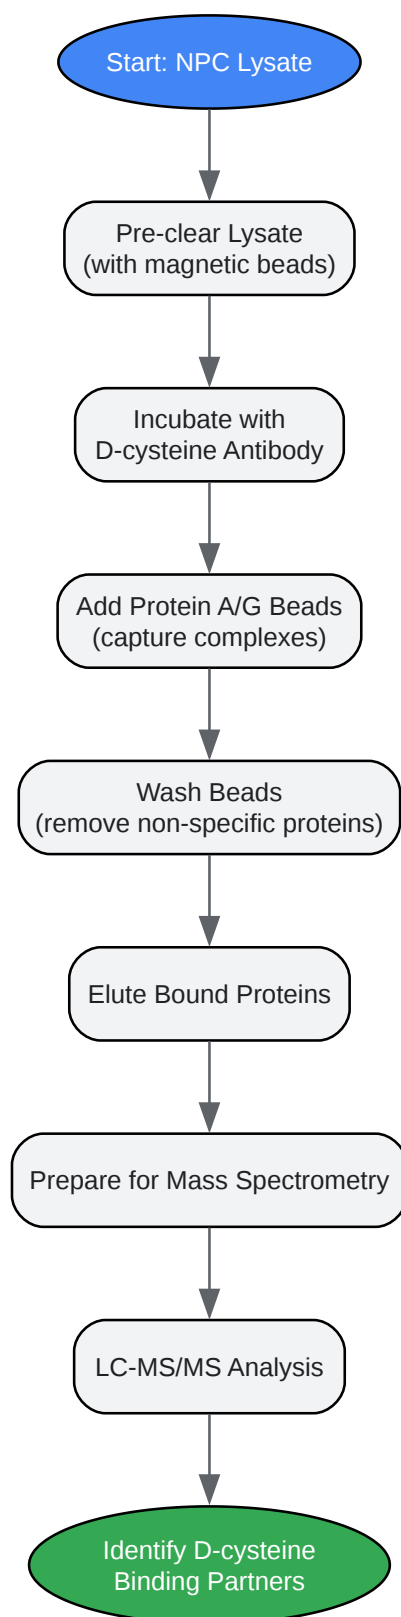 Start: NPC Lysate
Pre-clear Lysate
(with magnetic beads)
Incubate with
D-cysteine Antibody
Add Protein A/G Beads
(capture complexes)
Wash Beads
(remove non-specific proteins)
Elute Bound Proteins
Prepare for Mass Spectrometry
LC-MS/MS Analysis
Identify D-cysteine
Binding Partners